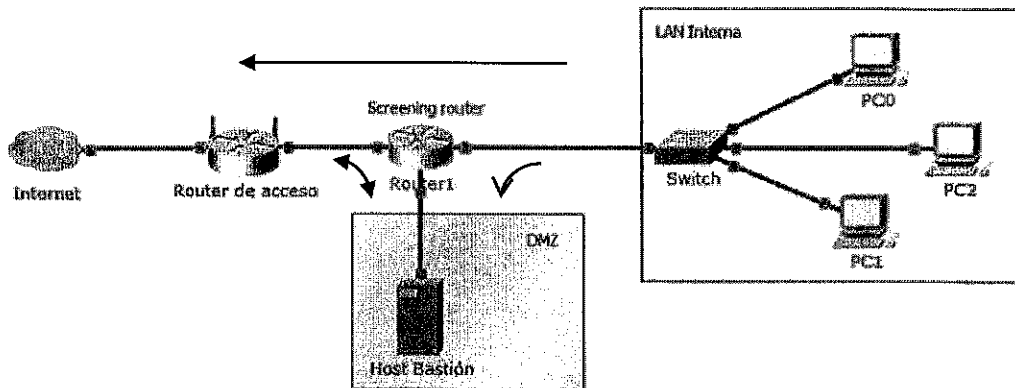 LAN Interna
PC0
Screening router
Internet
Router de acceso
Router1
Switch
PC2
PC1
DMZ
Host Bastión